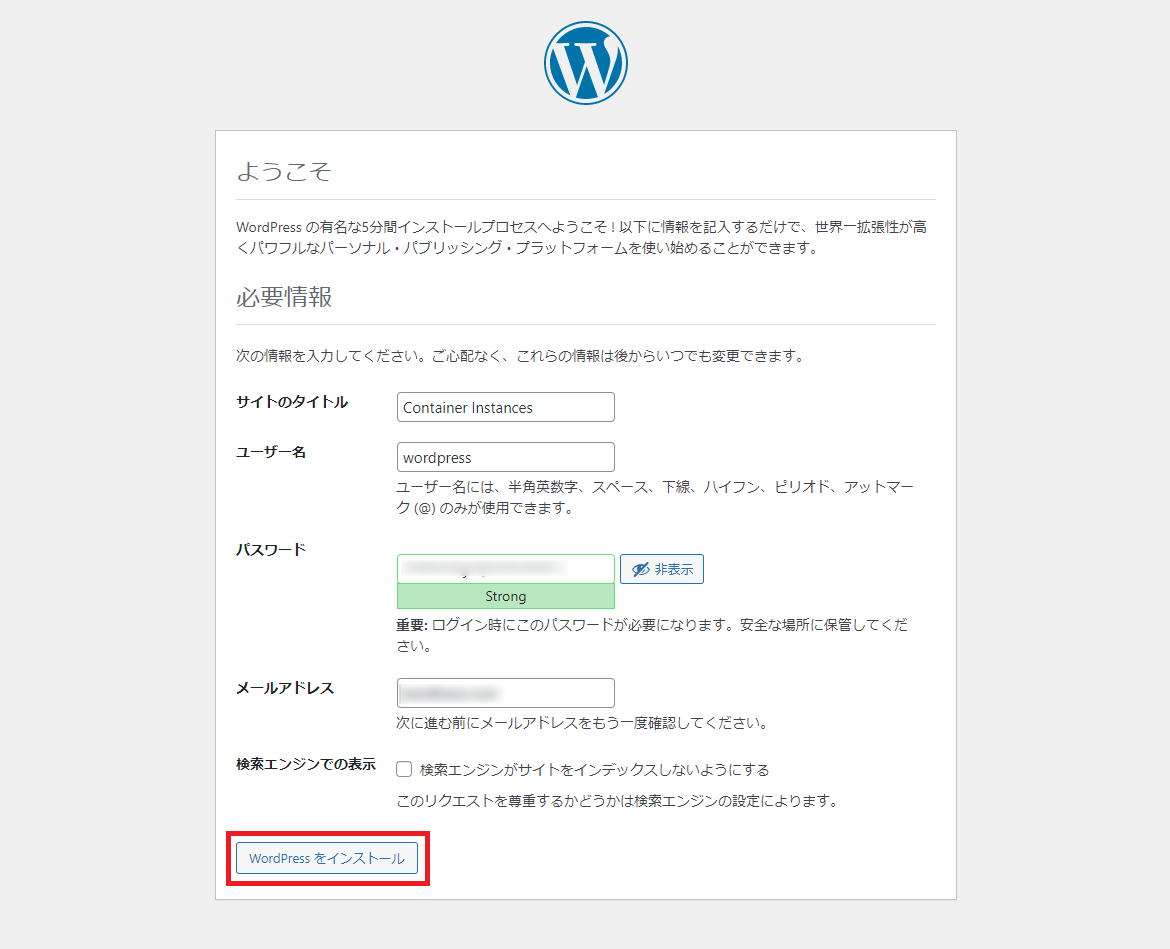 ようこそ
WordPress の有名な5分間インストールプロセスへようこそ ! 以下に情報を記入するだけで、世界一拡張性が高
くパワフルなパーソナル・パブリッシング・プラットフォームを使い始めることができます。
必要情報
次の情報を入力してください。ご心配なく、これらの情報は後からいつでも変更できます。
サイトのタイトル Container Instances
ユーザー名 wordpress
ユーザー名には、半角英数字、スペース、下線、ハイフン、ピリオド、アットマー
ク (@) のみが使用できます。
パスワード 非表示
Strong
重要: ログイン時にこのパスワードが必要になります。安全な場所に保管してくだ
さい。
メールアドレス
次に進む前にメールアドレスをもう一度確認してください。
検索エンジンでの表示 検索エンジンがサイトをインデックスしないようにする
このリクエストを尊重するかどうかは検索エンジンの設定によります。
WordPress をインストール